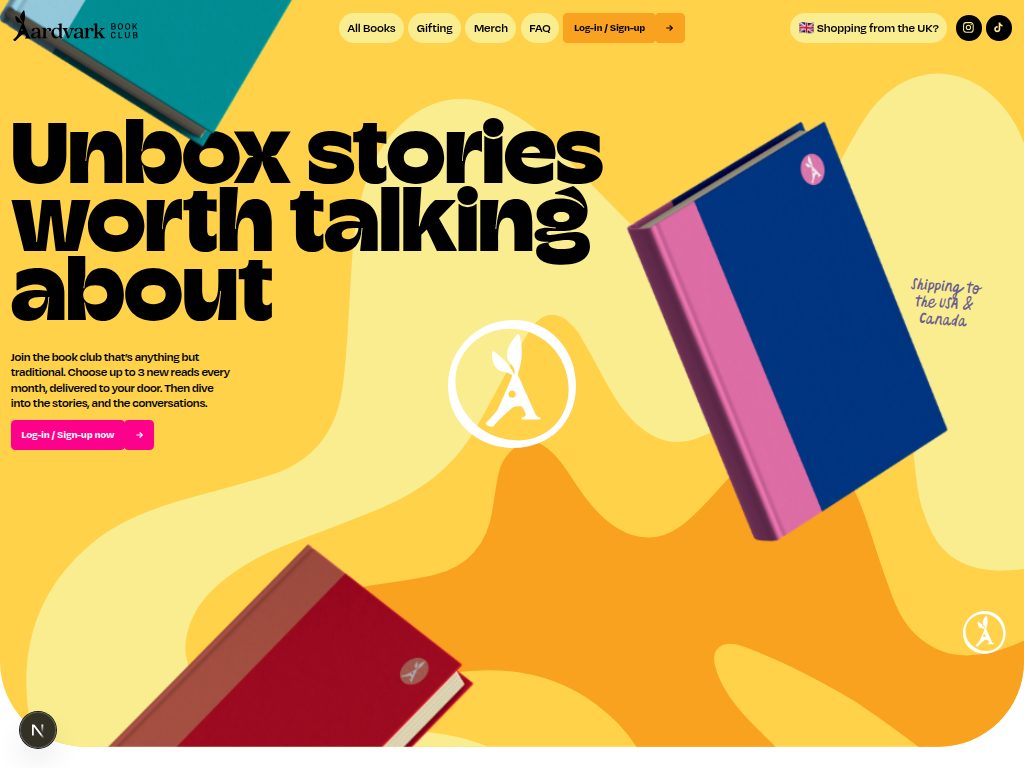 Aardvark BOOK CLUB
All Books
Gifting
Merch
FAQ
Log-in / Sign-up
Shopping from the UK?
Unbox stories
worth talking
about
Shipping to
the USA &
Canada
Join the book club that's anything but
traditional. Choose up to 3 new reads every
month, delivered to your door. Then dive
into the stories, and the conversations.
Log-in / Sign-up now
N